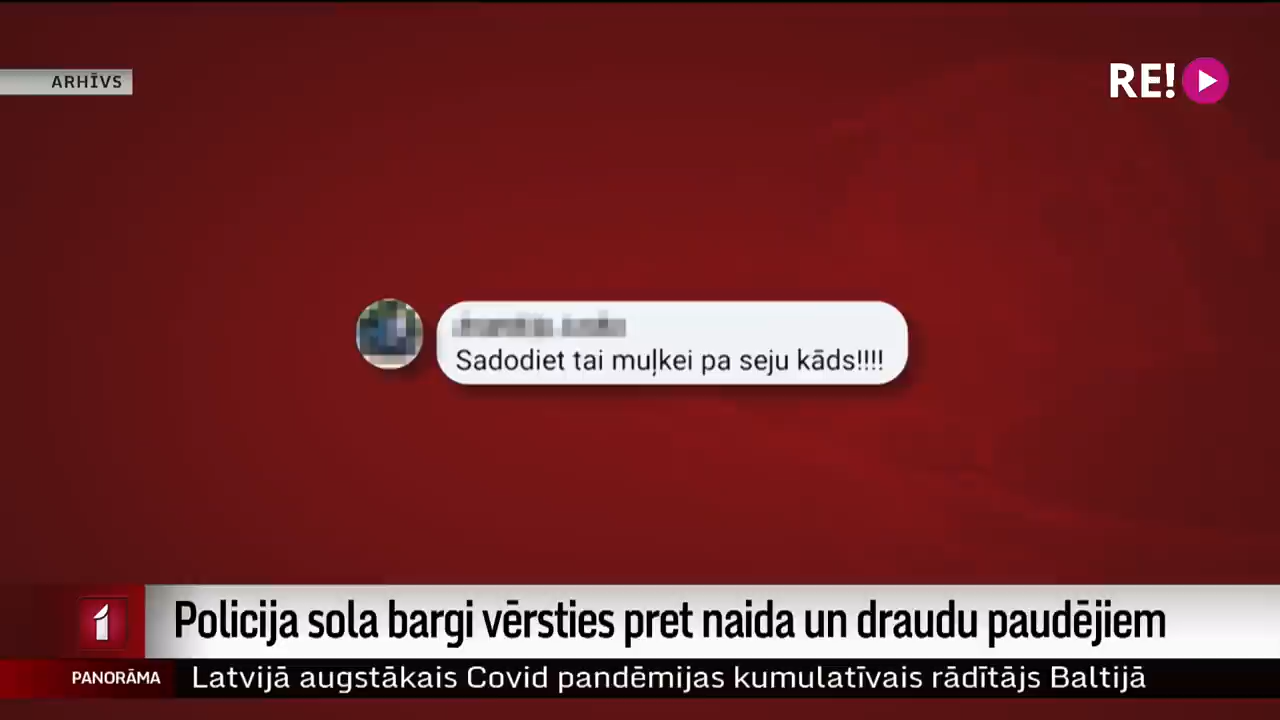 ARHĪVS
RE!
Sadodiet tai muļķei pa seju kāds!!!!
1
Policija sola bargi vērsties pret naida un draudu paudējiem
PANORĀMA
Latvijā augstākais Covid pandēmijas kumulatīvais rādītājs Baltijā